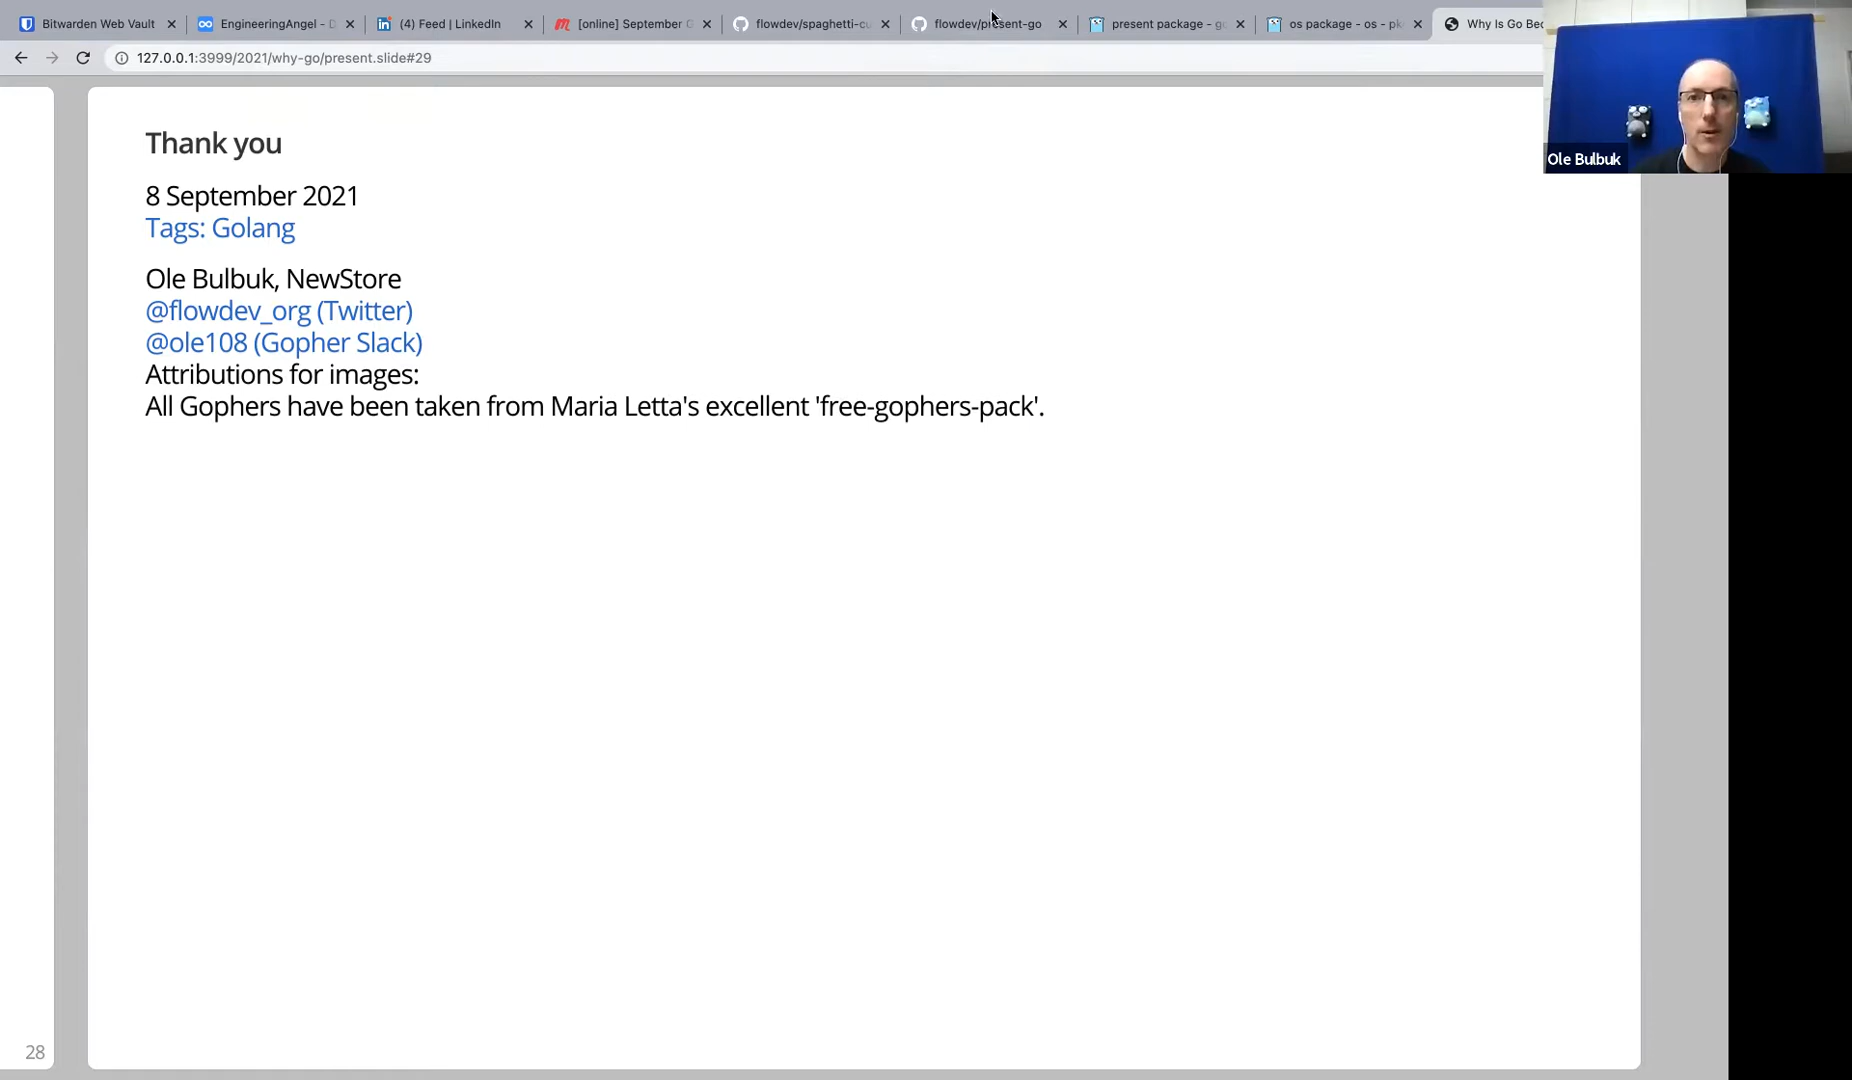 Bitwarden Web Vault
EngineeringAngel - D
(4) Feed | LinkedIn
[online] September G
flowdev/spaghetti-cu
flowdev/present-go
present package - go
os package - os - pk
Why Is Go Bec
127.0.0.1:3999/2021/why-go/present.slide#29
Ole Bulbuk
Thank you
8 September 2021
Tags: Golang
Ole Bulbuk, NewStore
@flowdev_org (Twitter)
@ole108 (Gopher Slack)
Attributions for images:
All Gophers have been taken from Maria Letta's excellent 'free-gophers-pack'.
28